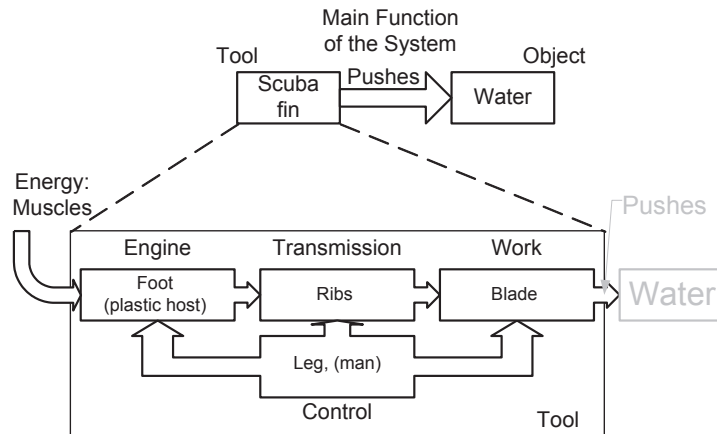 Main Function
of the System
Tool
Object
Pushes
Scuba
fin
Water
Energy:
Muscles
Pushes
Engine
Transmission
Work
Foot
(plastic host)
Ribs
Blade
Water
Leg, (man)
Control
Tool